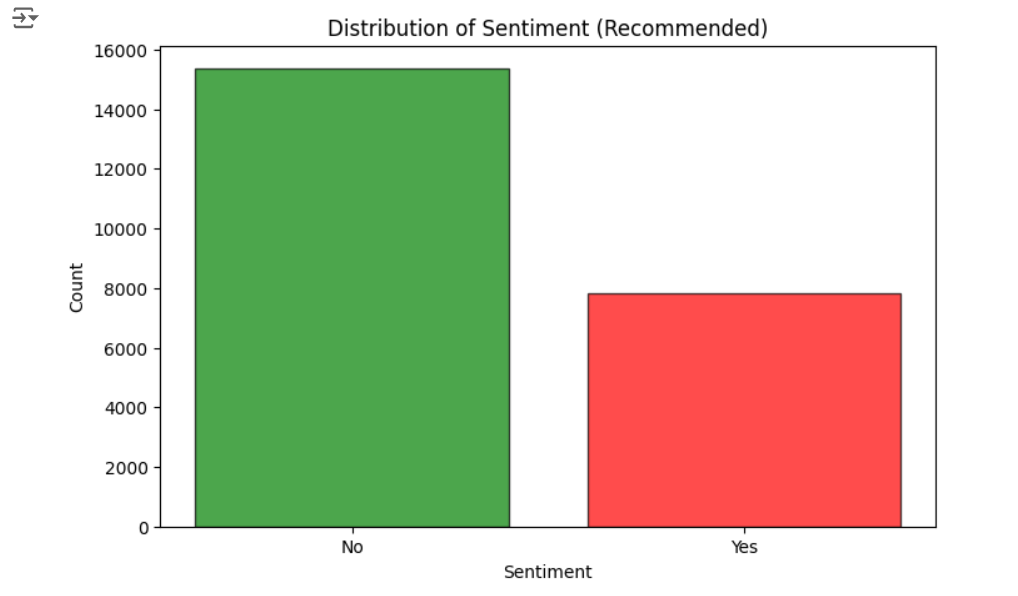 Distribution of Sentiment (Recommended)
16000
14000
12000
10000
8000
6000
4000
2000
0
Count
No
Yes
Sentiment